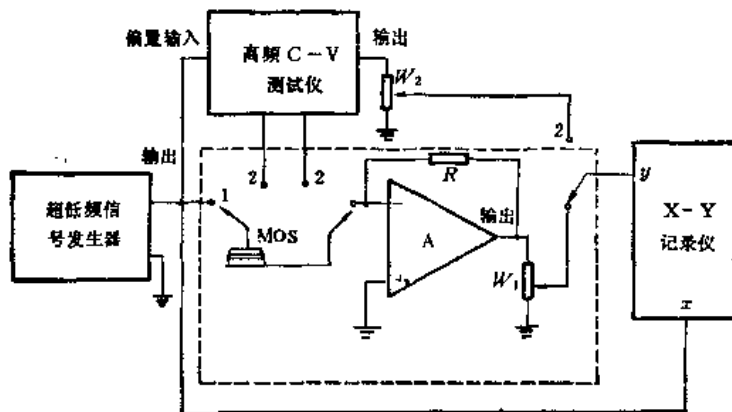 偏置输入
高频 C-V
测试仪
输出
W₂
2
输出
超低频信
号发生器
1
2
2
MOS
R
A
输出
W₁
y
X-Y
记录仪
x